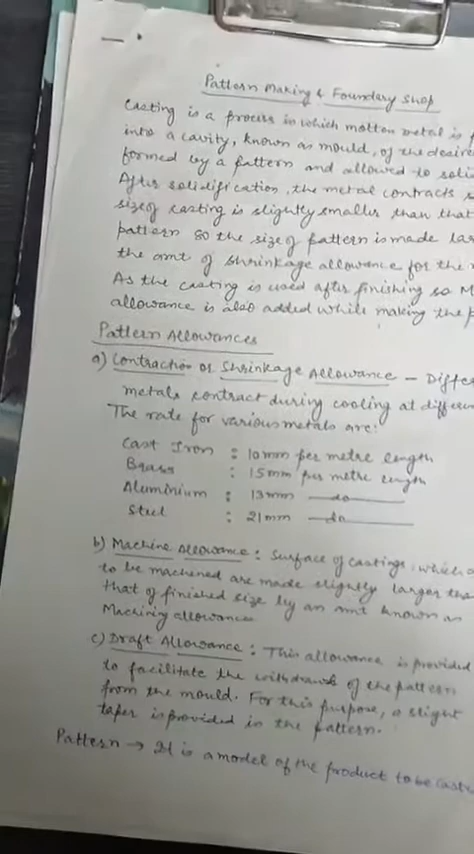 Pattern Making & Foundary Shop
Casting is a process in which molten metal is
into a cavity, known as mould, of the desire
formed by a pattern and allowed to soli
After solidification, the metal contracts
size of casting is slightly smaller than that
pattern so the size of pattern is made lar
the amt of shrinkage allowance for the
As the casting is used after finishing so M
allowance is also added while making the p
Pattern Allowances
a) Contraction or Shrinkage Allowance - Differe
metals contract during cooling at differen
The rate for various metals are:
Cast Iron : 10mm per metre length
Brass : 15mm per metre length
Aluminium : 13mm —do—
Steel : 21mm —do—
b) Machine Allowance : Surface of castings which a
to be machened are made slightly larger tha
that of finished size by an amt known as
Machinig allowance
c) Draft Allowance : This allowance is provided
to facilitate the withdrawl of the pattern
from the mould. For this purpose, a slight
taper is provided in the pattern.
Pattern → It is a model of the product to be cast